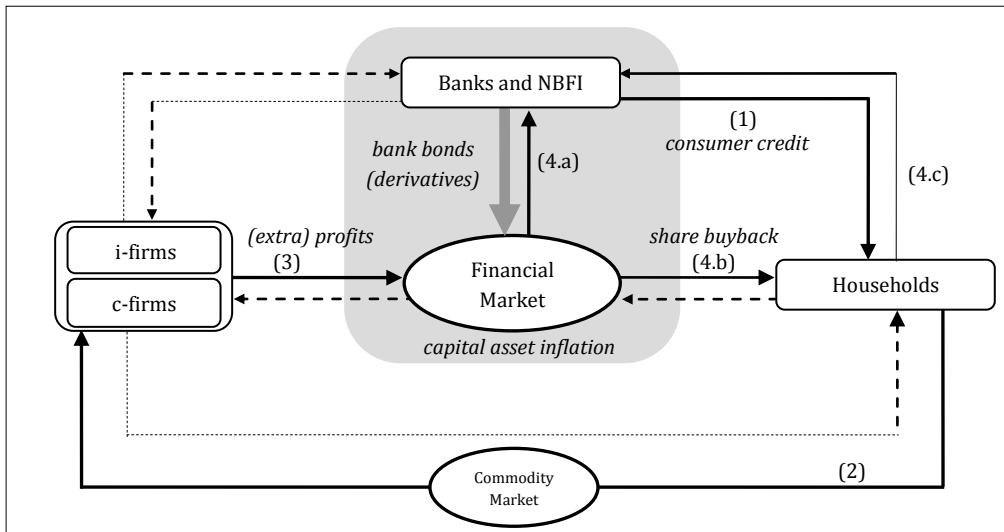 Banks and NBFI
(1)
consumer credit
bank bonds
(derivatives)
(4.a)
(4.c)
i-firms
c-firms
(extra) profits
(3)
Financial
Market
share buyback
(4.b)
Households
capital asset inflation
Commodity
Market
(2)